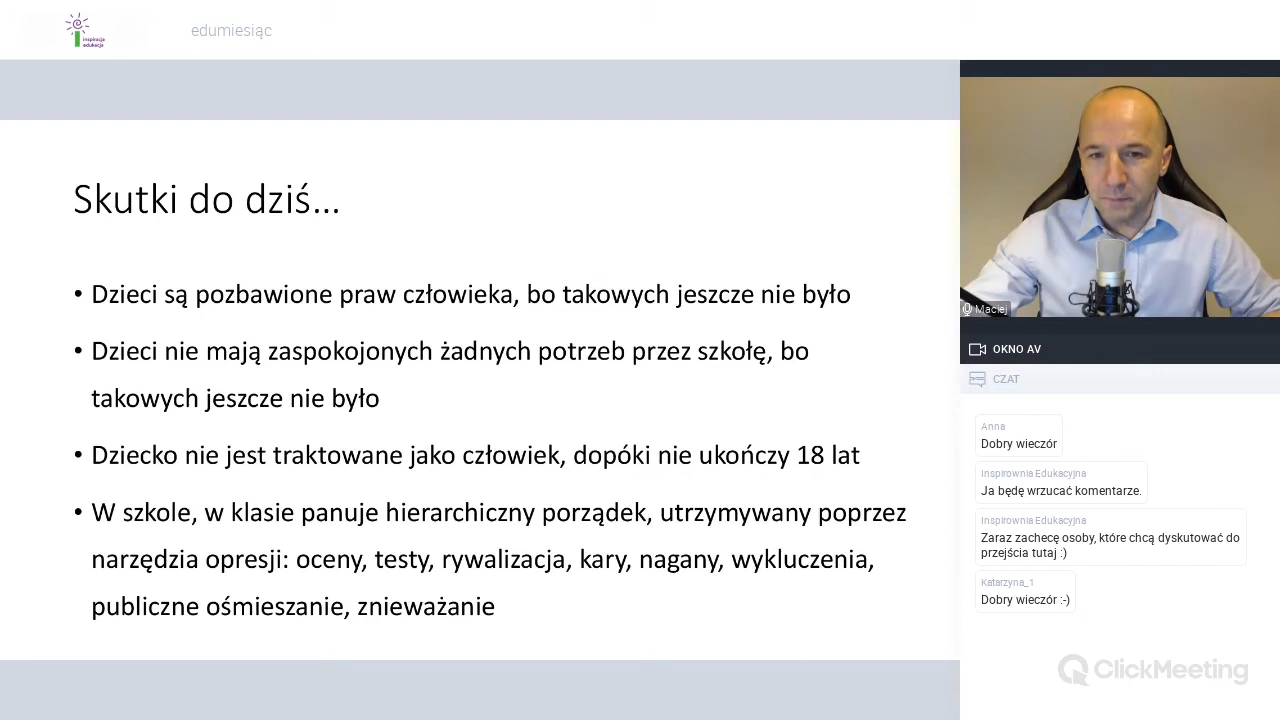 inspiracja
edukacja
edumiesiąc
Skutki do dziś...
• Dzieci są pozbawione praw człowieka, bo takowych jeszcze nie było
• Dzieci nie mają zaspokojonych żadnych potrzeb przez szkołę, bo
takowych jeszcze nie było
• Dziecko nie jest traktowane jako człowiek, dopóki nie ukończy 18 lat
• W szkole, w klasie panuje hierarchiczny porządek, utrzymywany poprzez
narzędzia opresji: oceny, testy, rywalizacja, kary, nagany, wykluczenia,
publiczne ośmieszanie, znieważanie
Maciej
OKNO AV
CZAT
Anna
Dobry wieczór
Inspirownia Edukacyjna
Ja będę wrzucać komentarze.
Inspirownia Edukacyjna
Zaraz zachecę osoby, które chcą dyskutować do
przejścia tutaj :)
Katarzyna_1
Dobry wieczór :-)
ClickMeeting